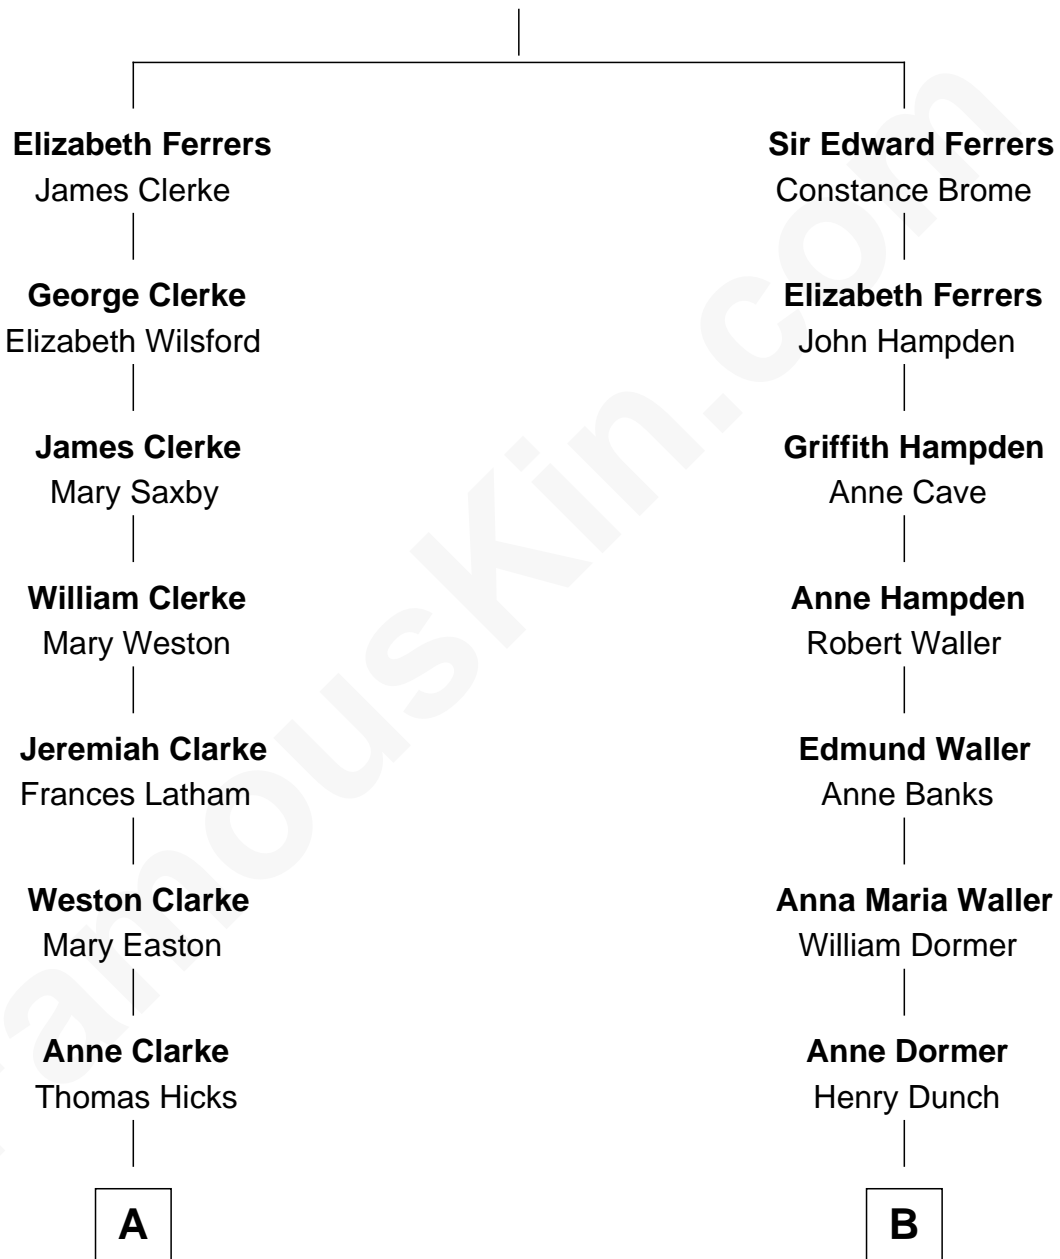 Elizabeth Ferrers
James Clerke
George Clerke
Elizabeth Wilsford
James Clerke
Mary Saxby
William Clerke
Mary Weston
Jeremiah Clarke
Frances Latham
Weston Clarke
Mary Easton
Anne Clarke
Thomas Hicks
A
Sir Edward Ferrers
Constance Brome
Elizabeth Ferrers
John Hampden
Griffith Hampden
Anne Cave
Anne Hampden
Robert Waller
Edmund Waller
Anne Banks
Anna Maria Waller
William Dormer
Anne Dormer
Henry Dunch
B
FamousKin.com